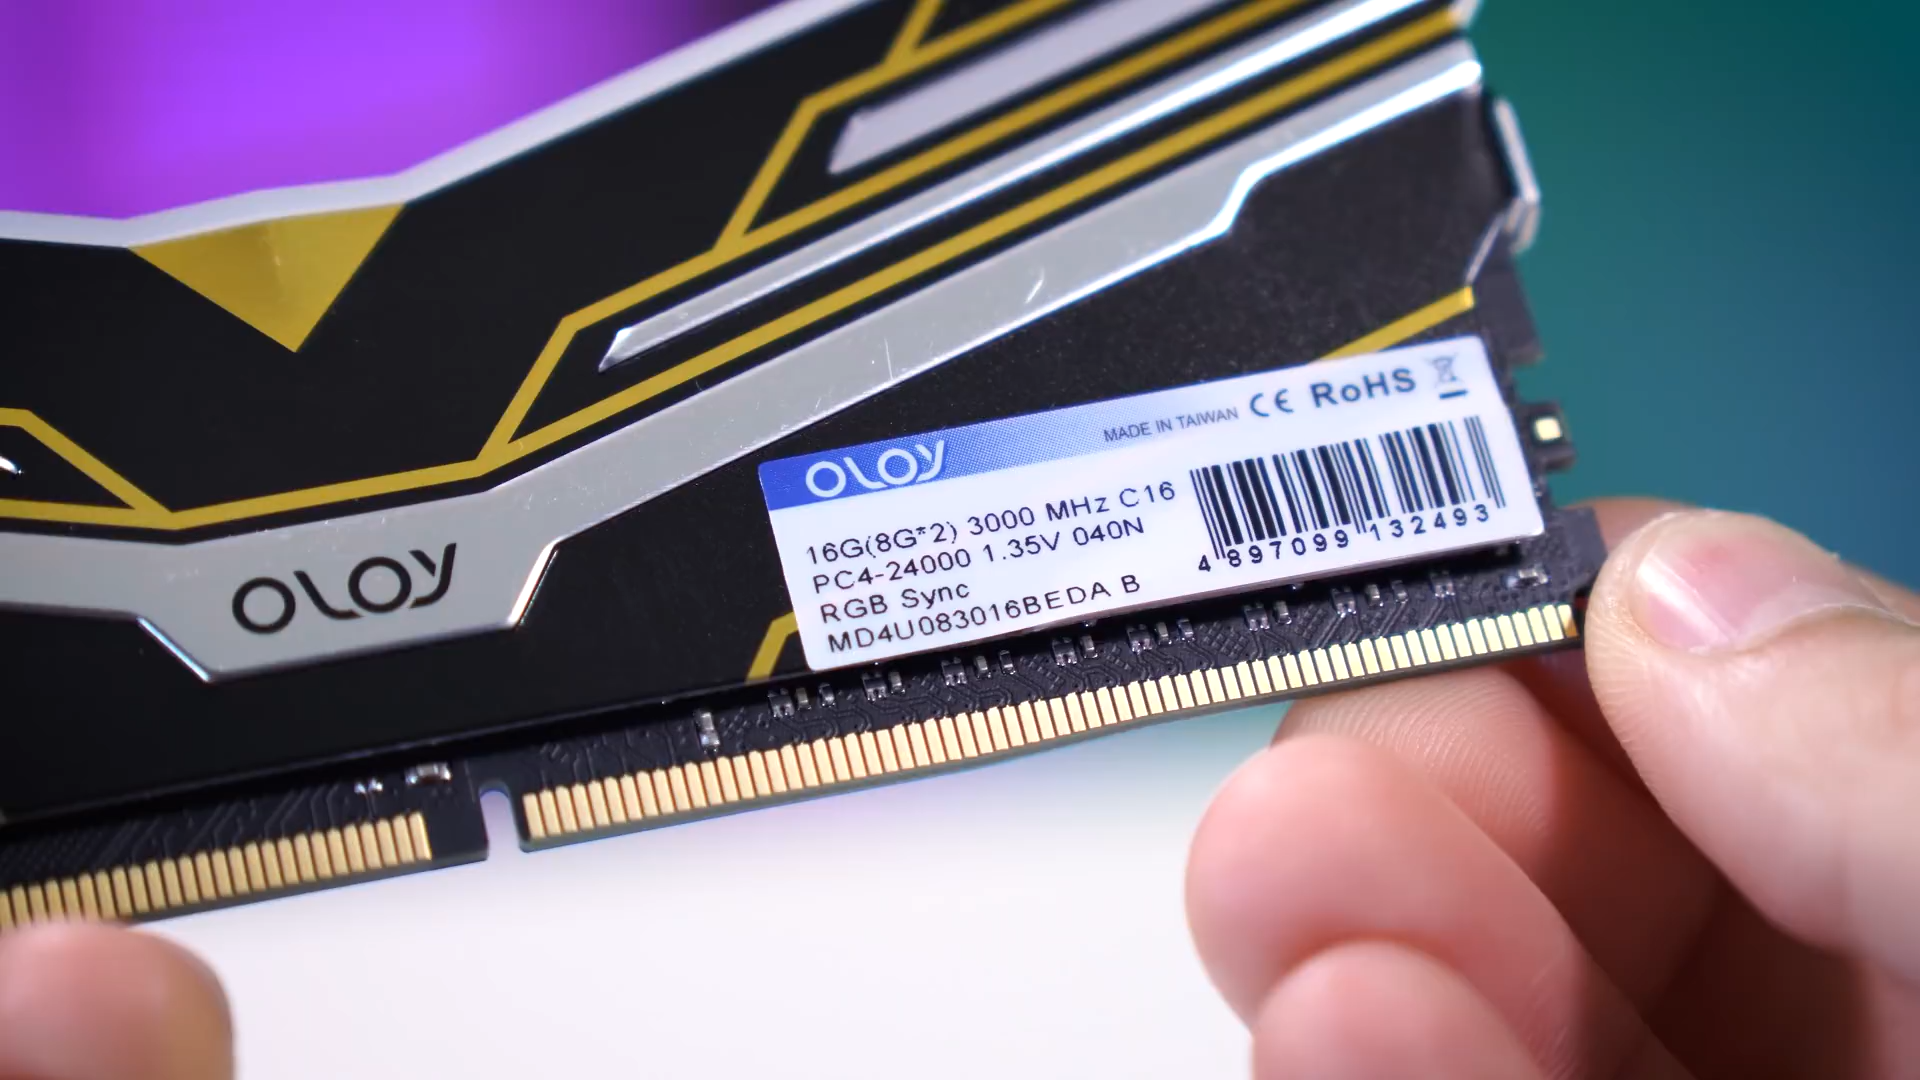 OLOY
OLOY MADE IN TAIWAN CE RoHS
16G(8G*2) 3000 MHz C16
PC4-24000 1.35V 040N
RGB Sync
MD4U083016BEDA B
4 897099 132493